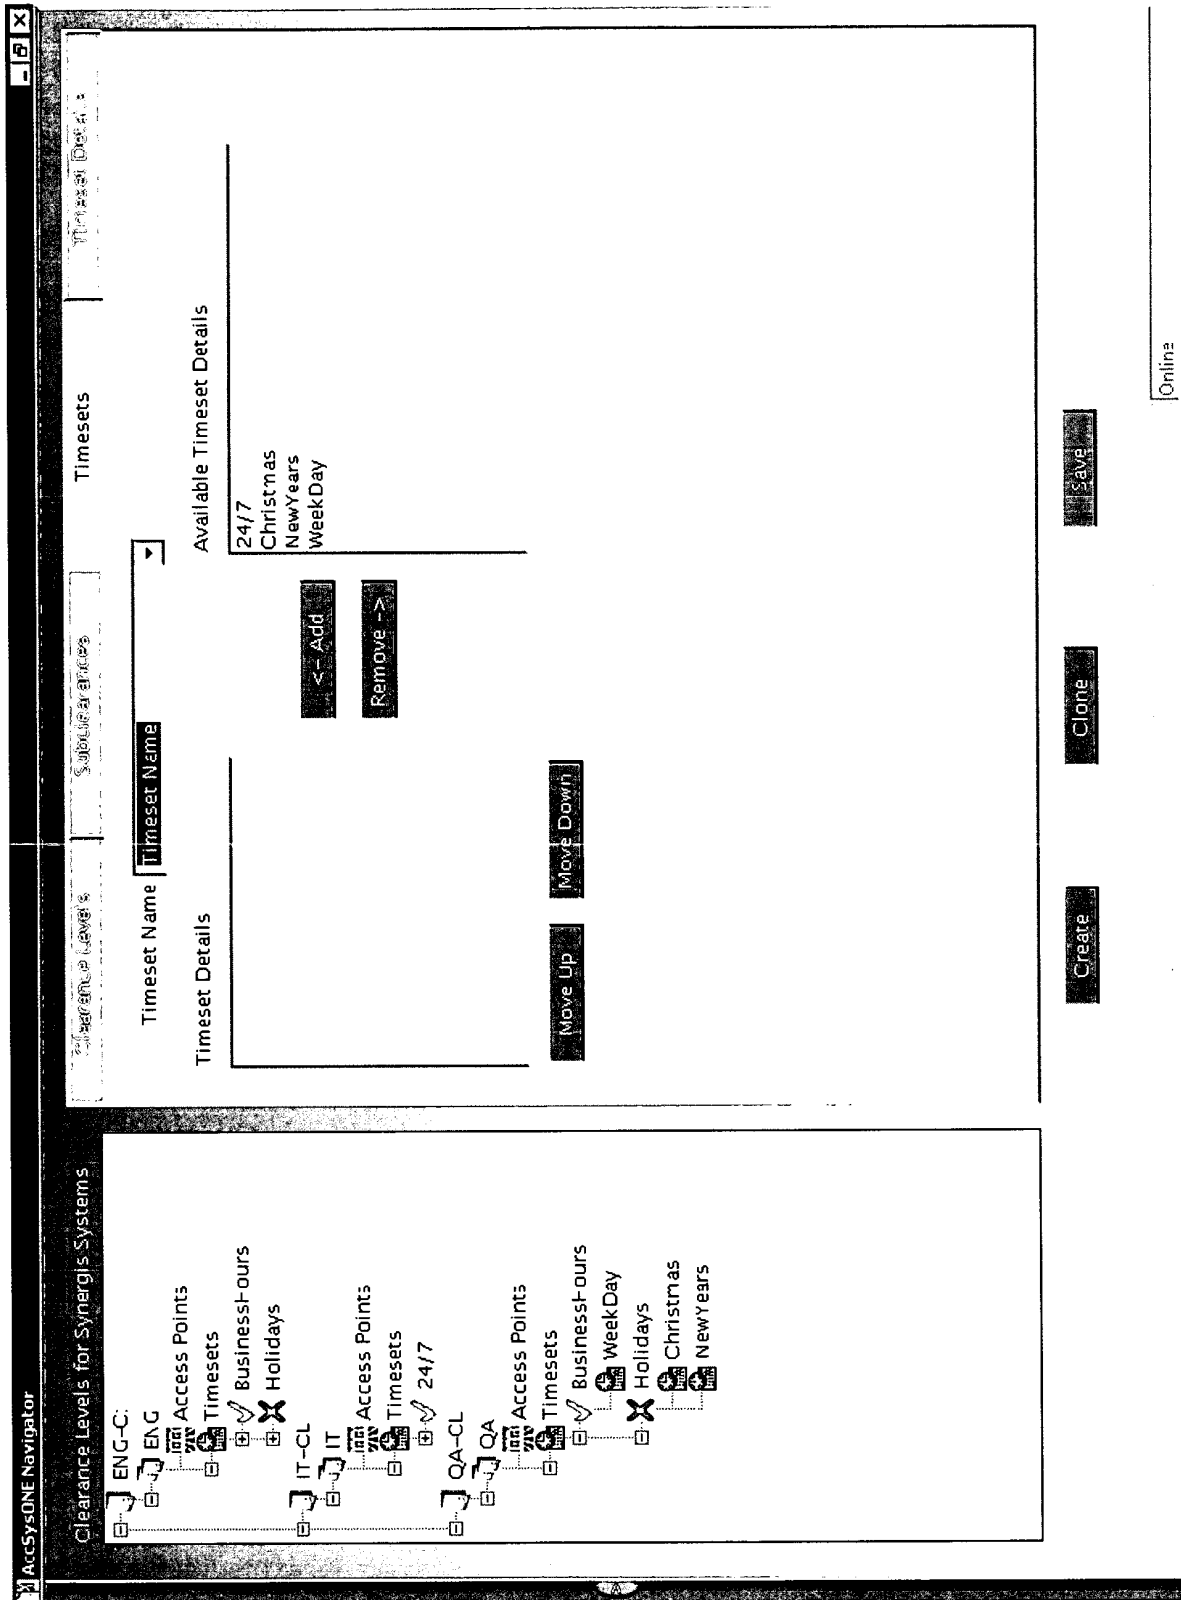 AccSysONE Navigator
Clearance Levels for Synergis Systems
ENG-C:
ENG
Access Points
Timesets
BusinessHours
Holidays
IT-CL
IT
Access Points
Timesets
24/7
QA-CL
QA
Access Points
Timesets
BusinessHours
WeekDay
Holidays
Christmas
NewYears
Clearance Levels
Subclearances
Timesets
Timeset Details
Timeset Name
Timeset Name
Timeset Details
Available Timeset Details
24/7
Christmas
NewYears
WeekDay
<- Add
Remove ->
Move Up
Move Down
Create
Clone
Save
Online